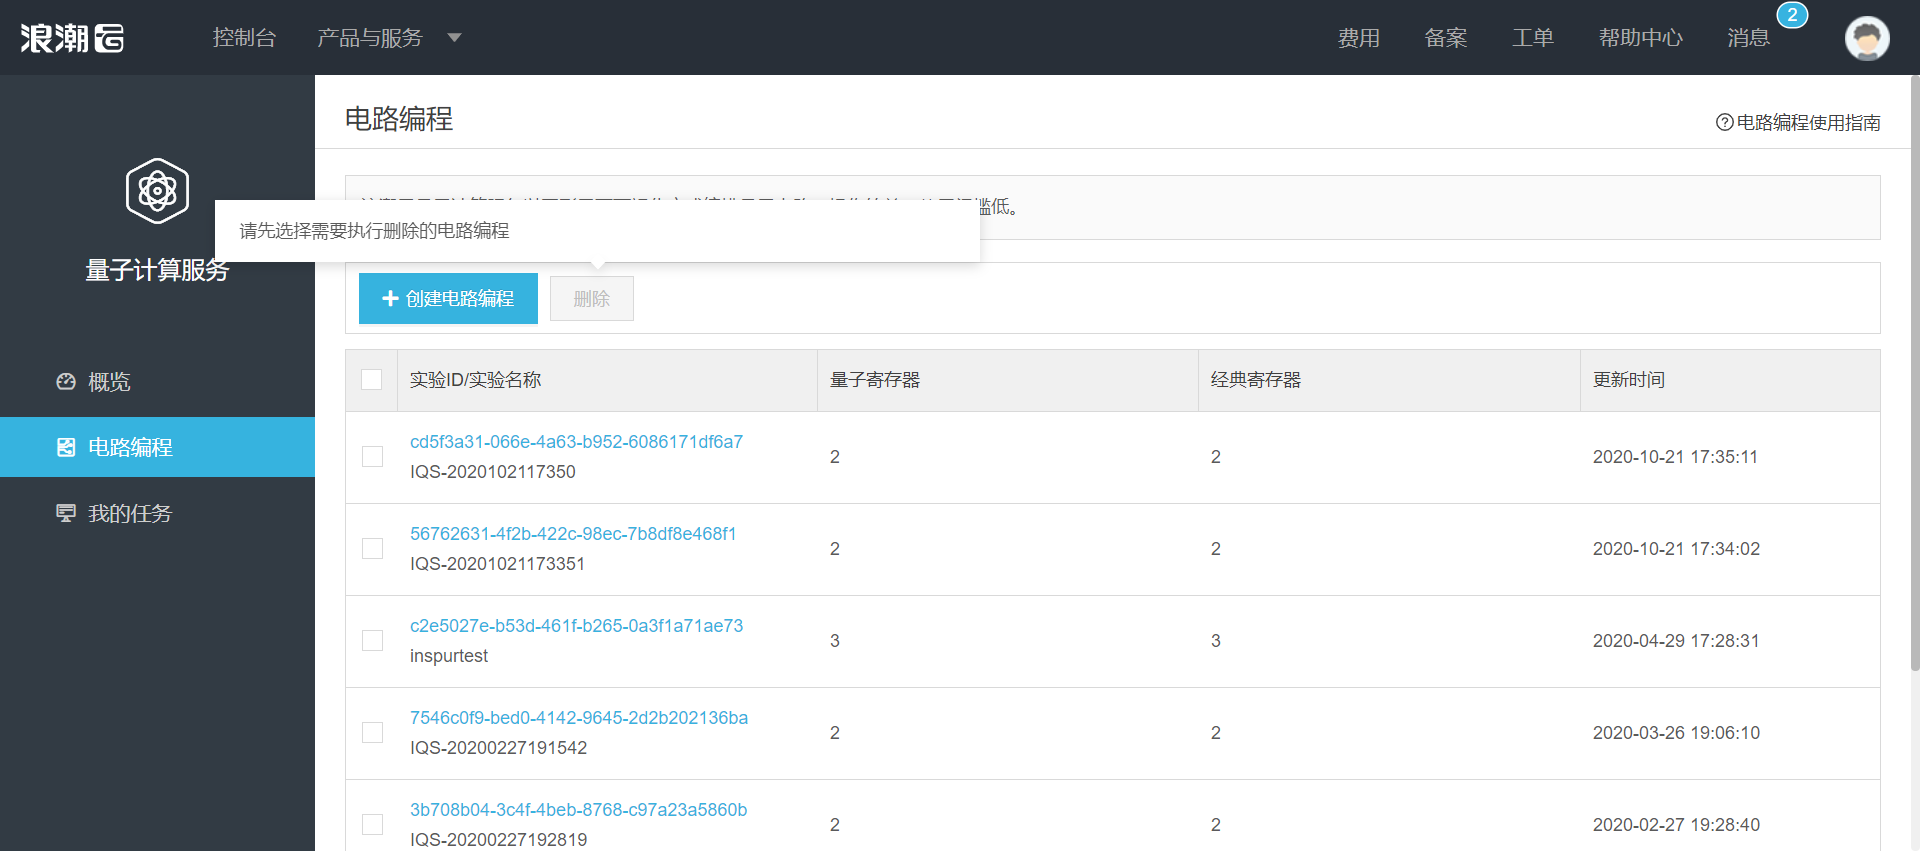 浪潮云
控制台
产品与服务
费用
备案
工单
帮助中心
消息
2
量子计算服务
概览
电路编程
我的任务
电路编程
电路编程使用指南
槛低。
请先选择需要执行删除的电路编程
创建电路编程
删除
实验ID/实验名称
量子寄存器
经典寄存器
更新时间
cd5f3a31-066e-4a63-b952-6086171df6a7
IQS-2020102117350
2
2
2020-10-21 17:35:11
56762631-4f2b-422c-98ec-7b8df8e468f1
IQS-20201021173351
2
2
2020-10-21 17:34:02
c2e5027e-b53d-461f-b265-0a3f1a71ae73
inspurtest
3
3
2020-04-29 17:28:31
7546c0f9-bed0-4142-9645-2d2b202136ba
IQS-20200227191542
2
2
2020-03-26 19:06:10
3b708b04-3c4f-4beb-8768-c97a23a5860b
IQS-20200227192819
2
2
2020-02-27 19:28:40